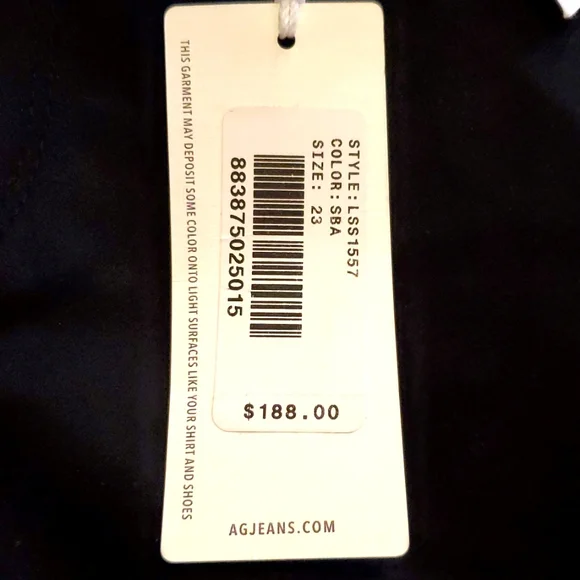 THIS GARMENT MAY DEPOSIT SOME COLOR ONTO LIGHT SURFACES LIKE YOUR SHIRT AND SHOES
STYLE:LSS1557
COLOR:SBA
SIZE: 23
883875025015
$188.00
AGJEANS.COM